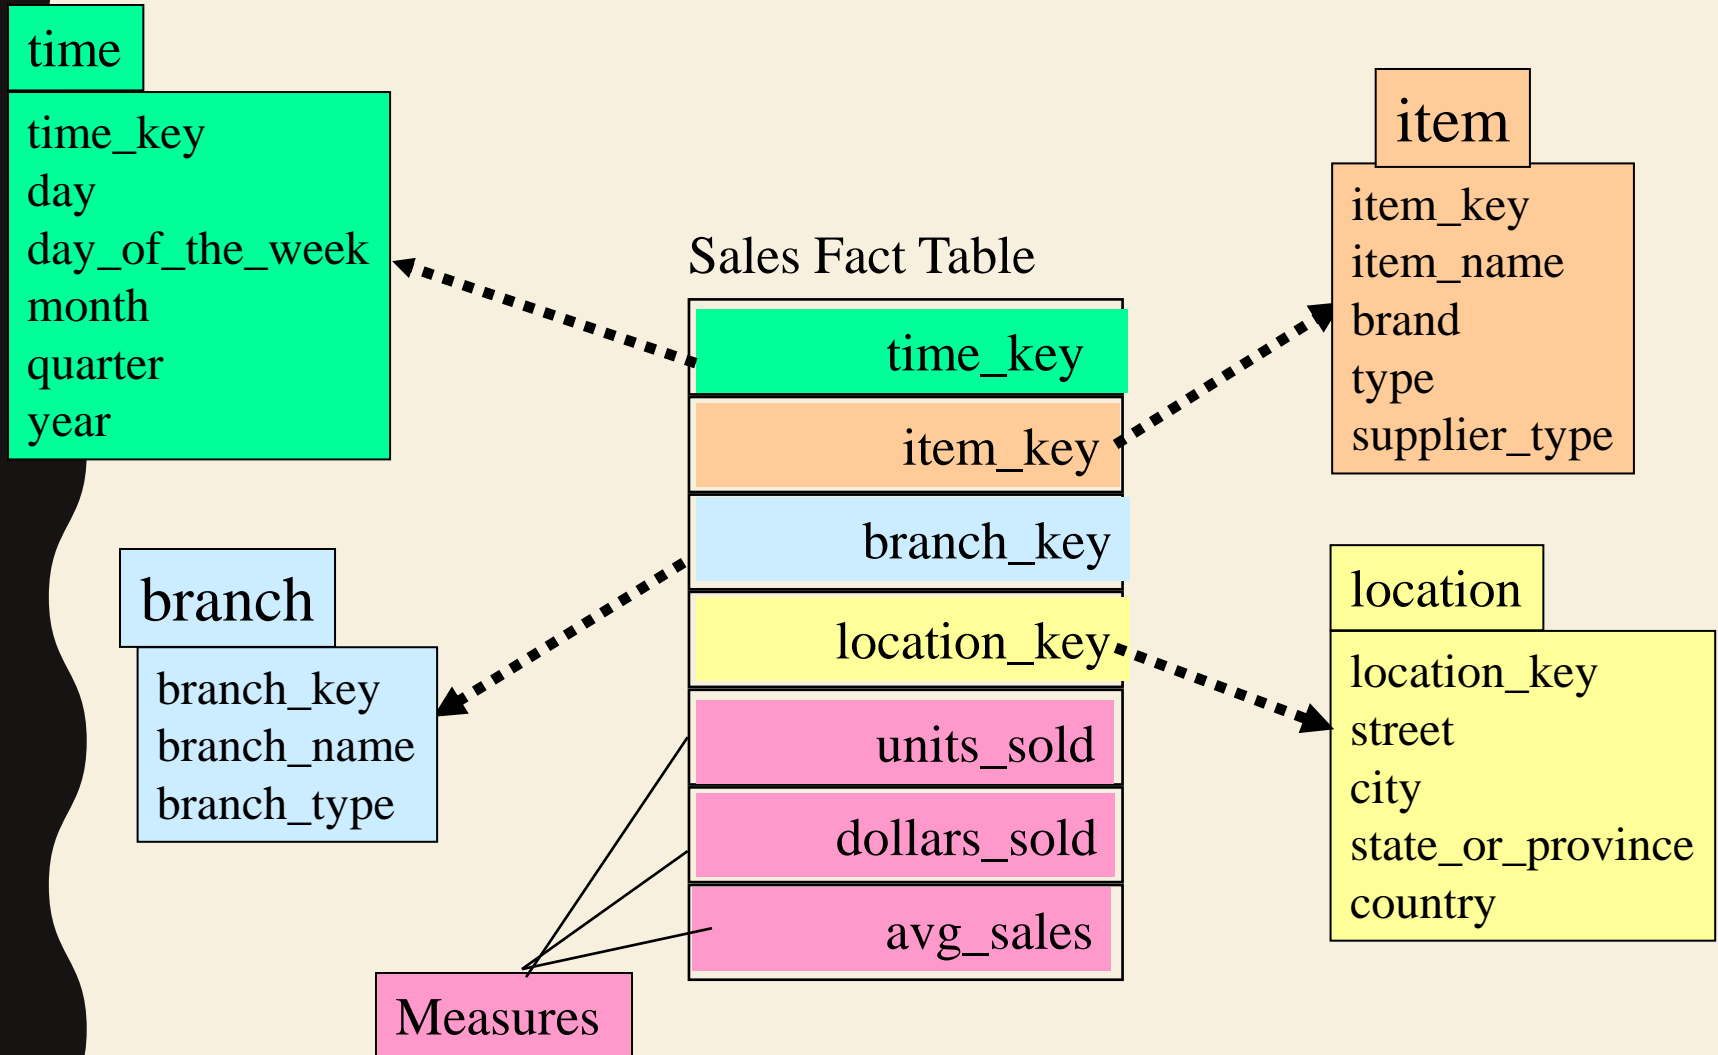 time
time_key
day
day_of_the_week
month
quarter
year
item
item_key
item_name
brand
type
supplier_type
Sales Fact Table
time_key
item_key
branch_key
location_key
units_sold
dollars_sold
avg_sales
branch
branch_key
branch_name
branch_type
location
location_key
street
city
state_or_province
country
Measures